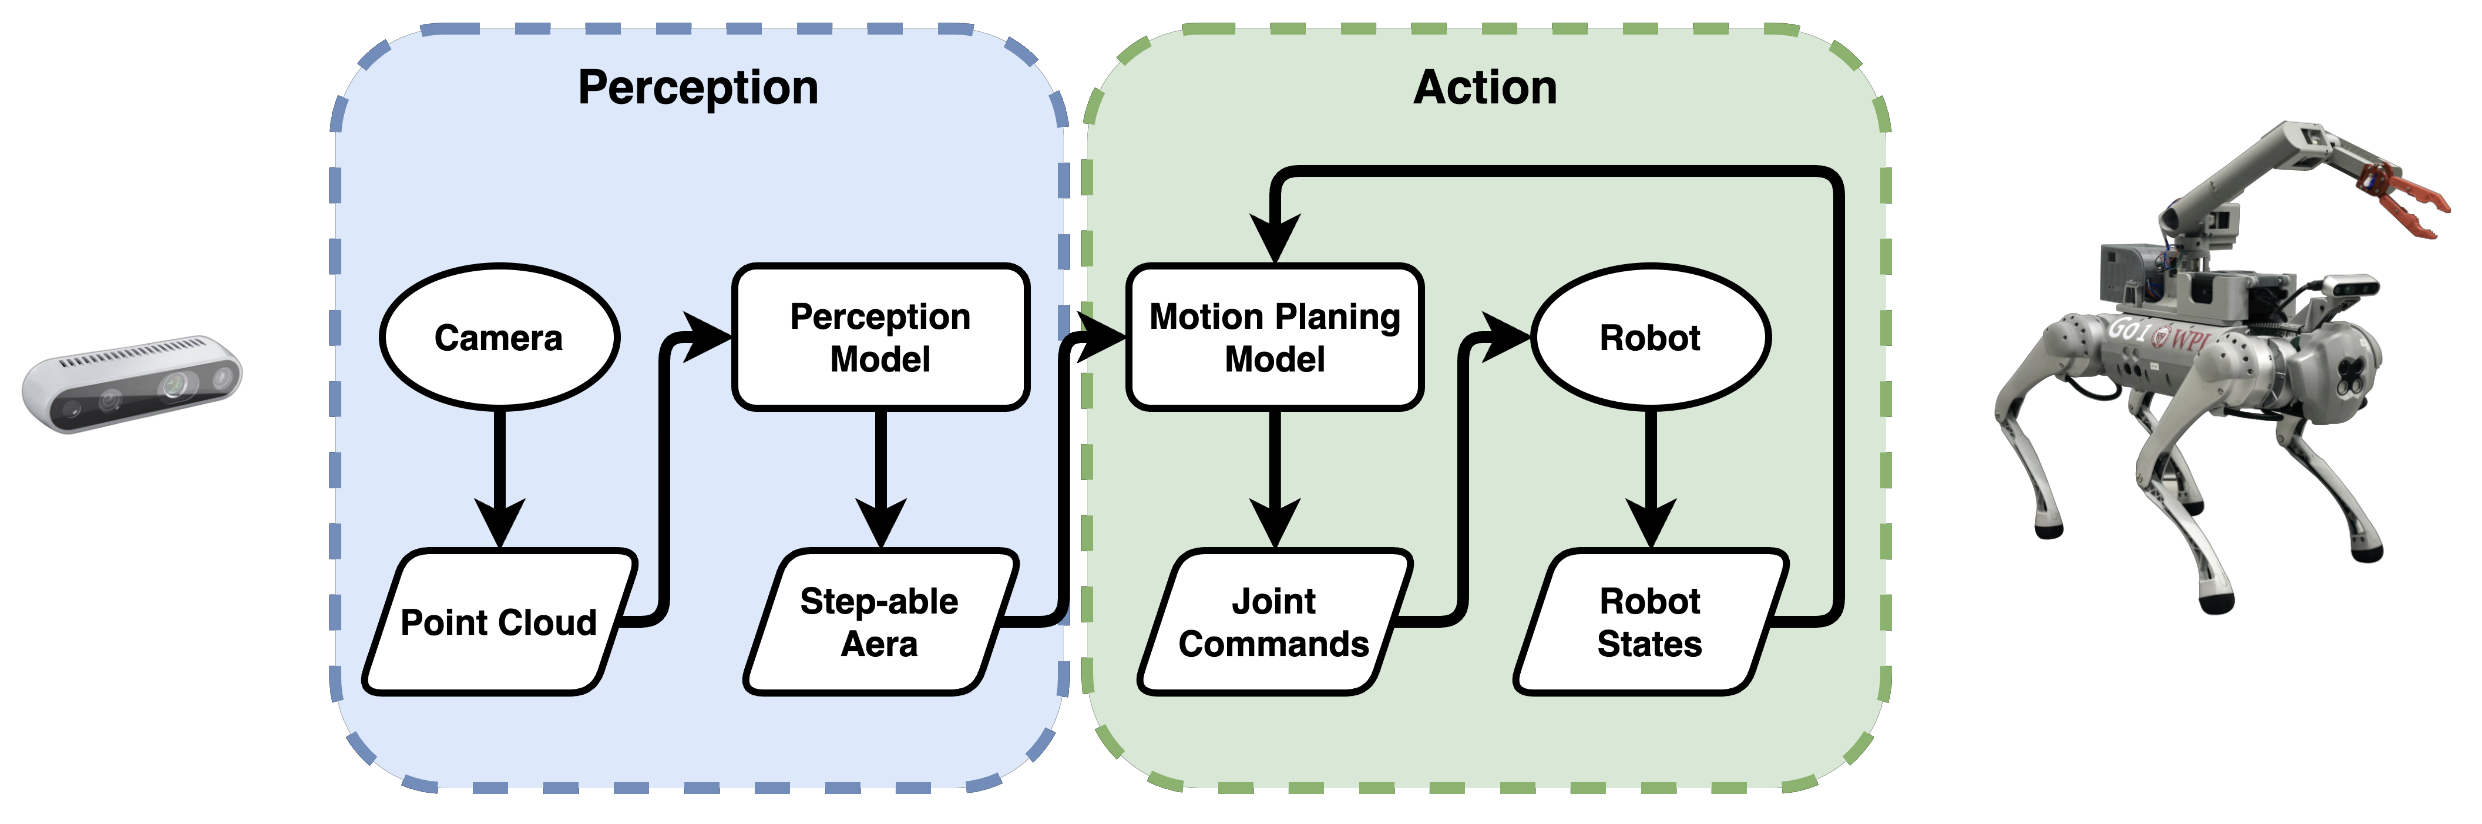 Perception
Action
Camera
Perception
Model
Motion Planing
Model
Robot
Point Cloud
Step-able
Aera
Joint
Commands
Robot
States
Go1 WPI